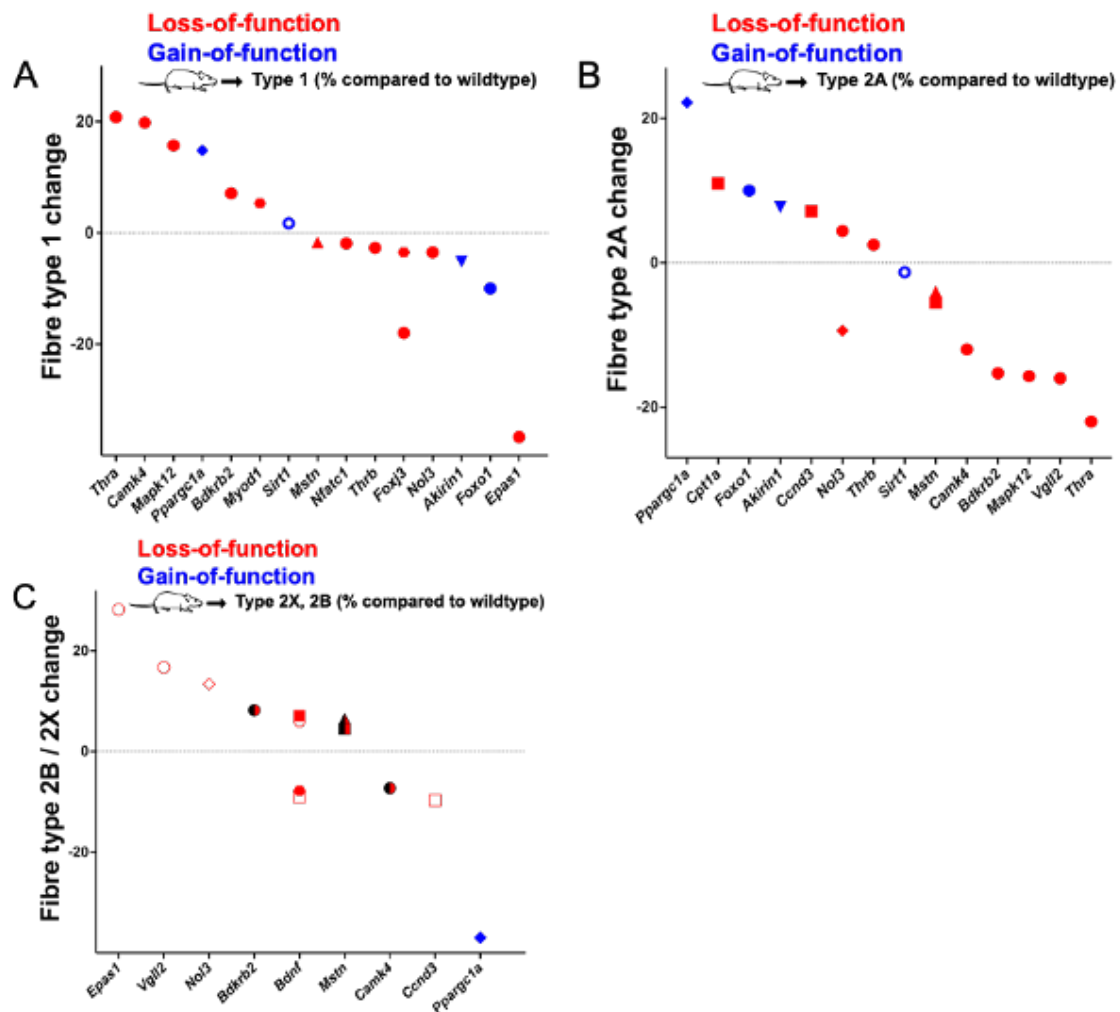 Loss-of-function
Gain-of-function
A
Type 1 (% compared to wildtype)
Fibre type 1 change
20
0
-20
Thra
Camk4
Mapk12
Ppargc1a
Bdkrb2
Myod1
Sirt1
Mstn
Nfatc1
Thrb
Foxj3
Nol3
Akirin1
Foxo1
Epas1
Loss-of-function
Gain-of-function
B
Type 2A (% compared to wildtype)
Fibre type 2A change
20
0
-20
Ppargc1a
Cpt1a
Foxo1
Akirin1
Ccnd3
Nol3
Thrb
Sirt1
Mstn
Camk4
Bdkrb2
Mapk12
Vgll2
Thra
Loss-of-function
Gain-of-function
C
Type 2X, 2B (% compared to wildtype)
Fibre type 2B / 2X change
20
0
-20
Epas1
Vgll2
Nol3
Bdkrb2
Bdnf
Mstn
Camk4
Ccnd3
Ppargc1a